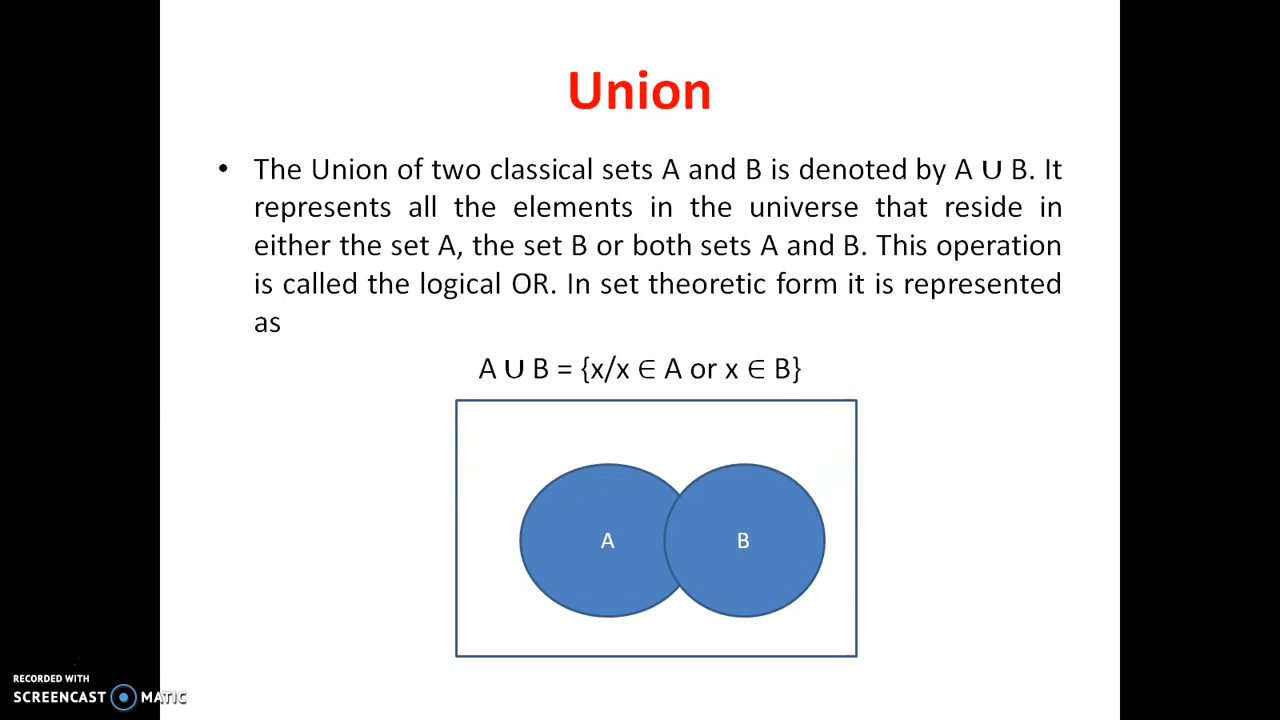 Union
• The Union of two classical sets A and B is denoted by A ∪ B. It
represents all the elements in the universe that reside in
either the set A, the set B or both sets A and B. This operation
is called the logical OR. In set theoretic form it is represented
as
A ∪ B = {x/x ∈ A or x ∈ B}
A B
RECORDED WITH
SCREENCAST MATIC